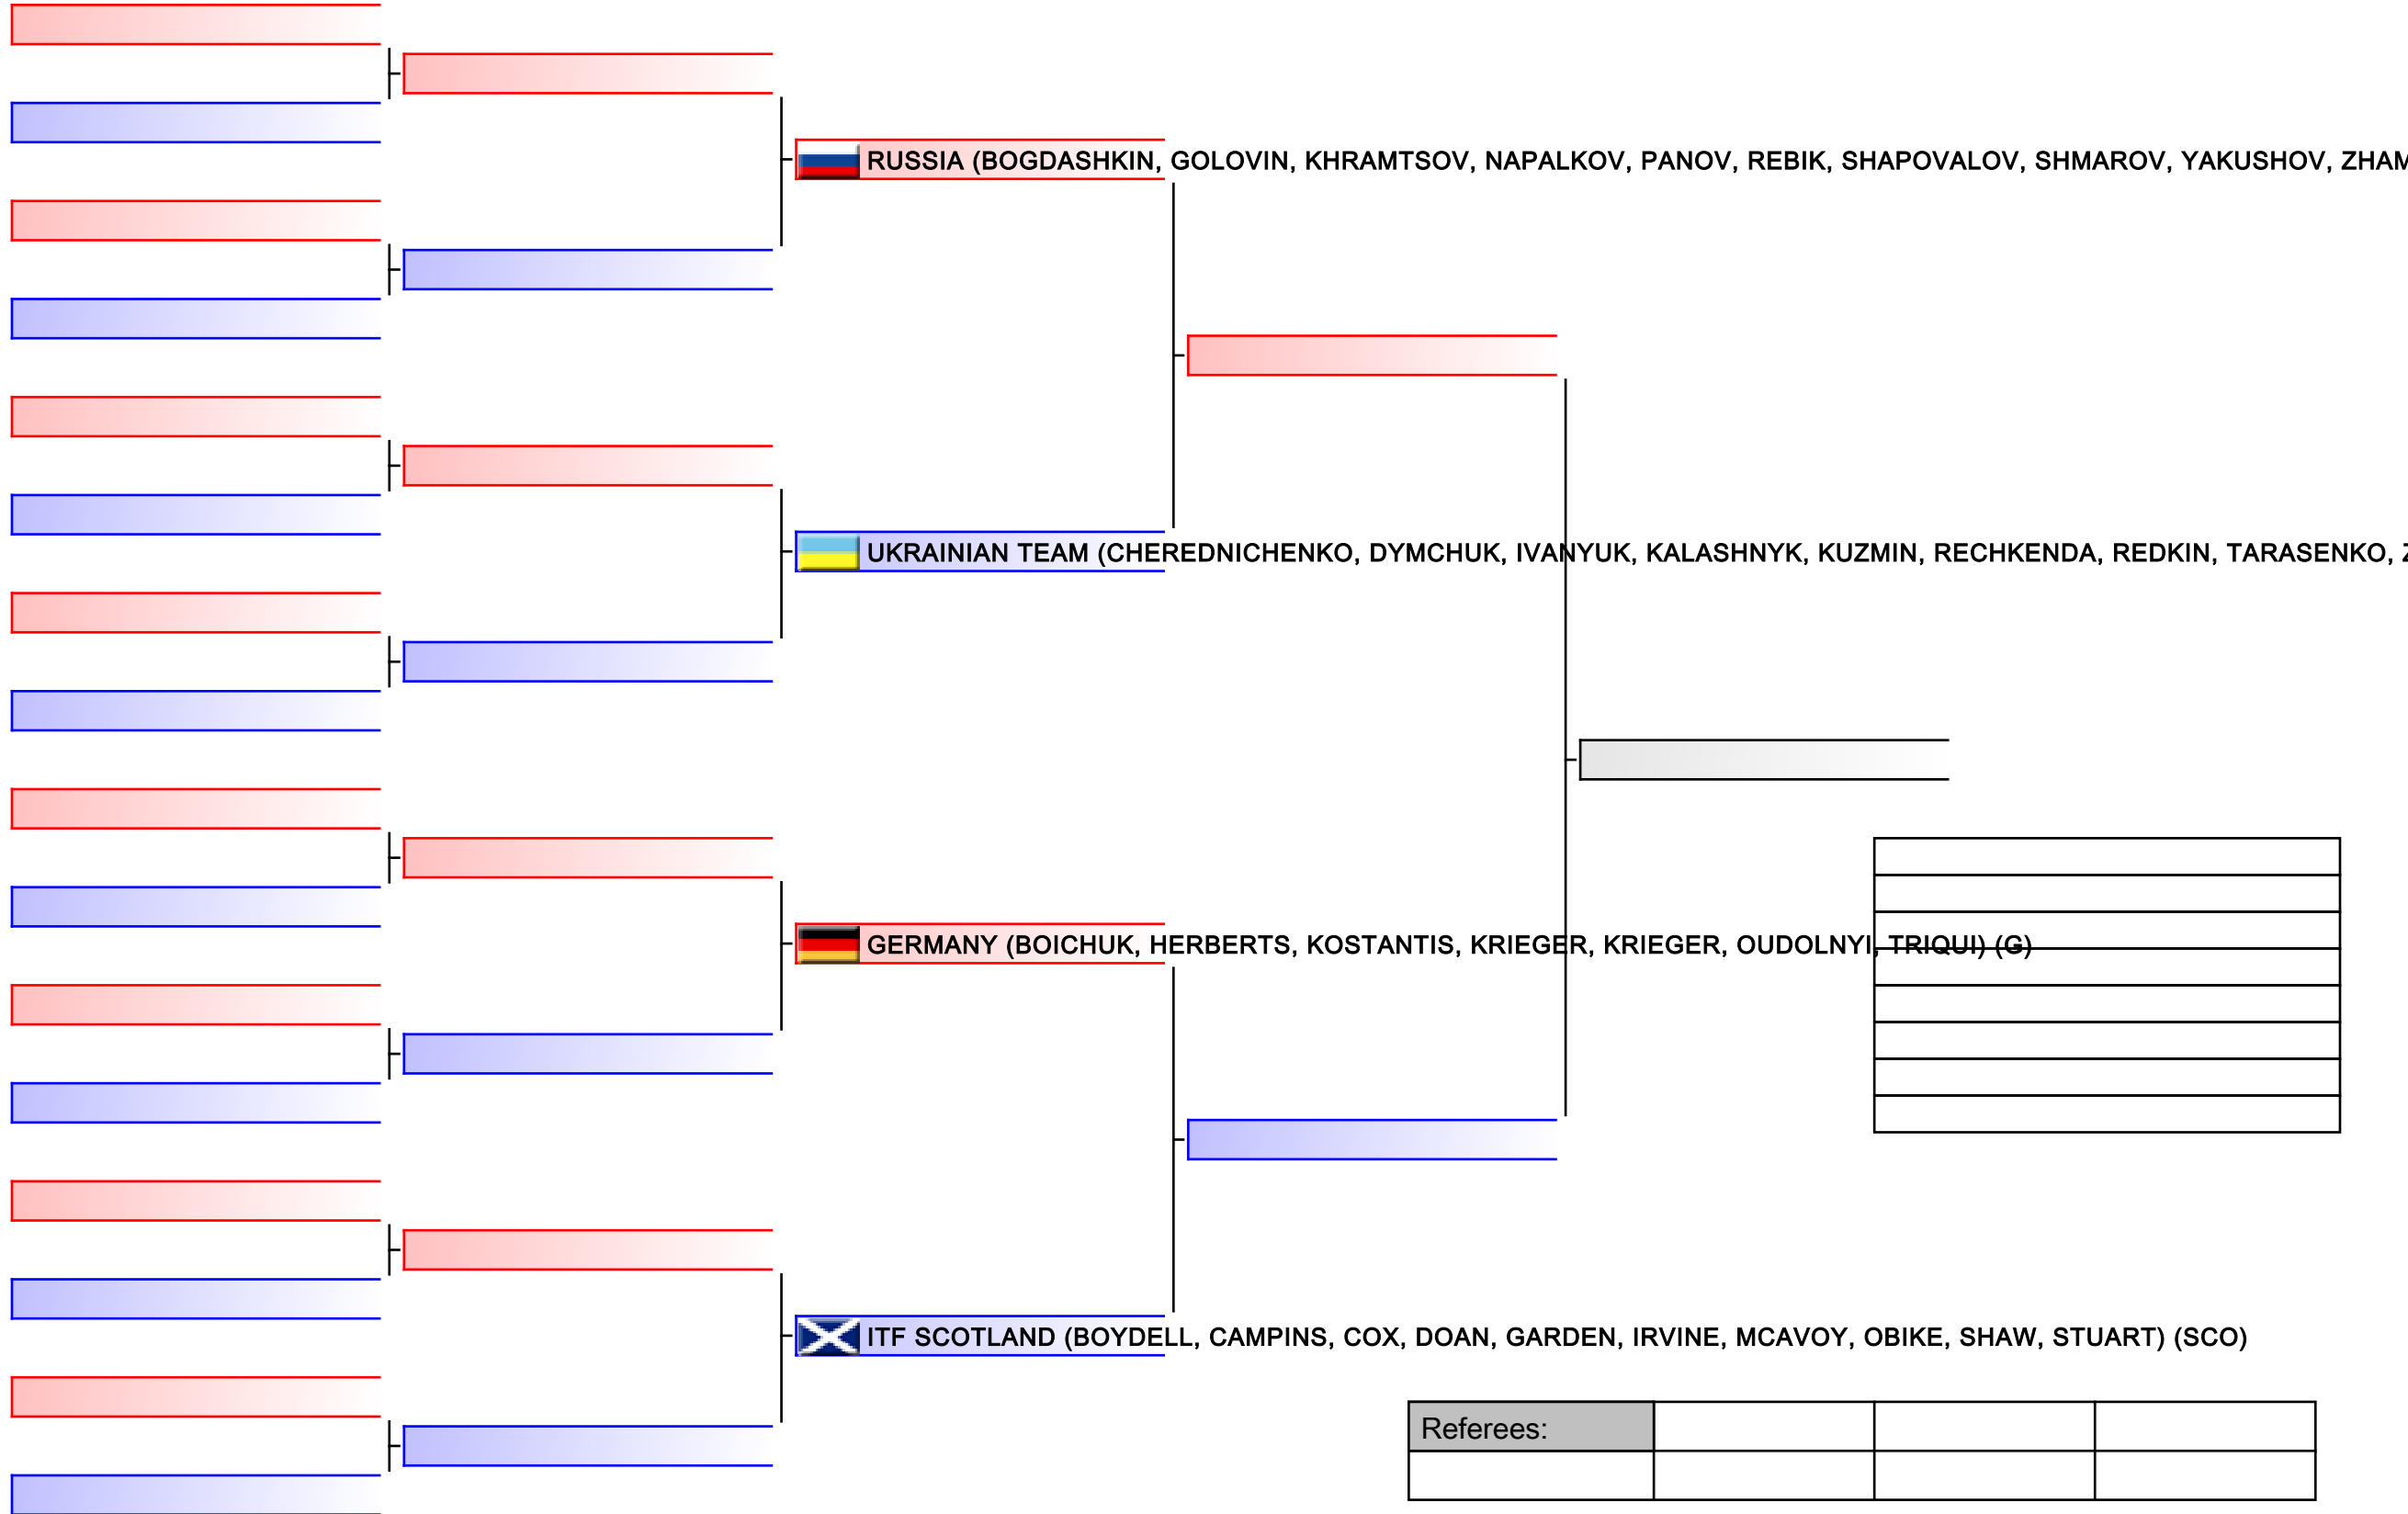 RUSSIA (BOGDASHKIN, GOLOVIN, KHRAMTSOV, NAPALKOV, PANOV, REBIK, SHAPOVALOV, SHMAROV, YAKUSHOV,
UKRAINIAN TEAM (CHEREDNICHENKO, DYMCHUK, IVANYUK, KALASHNYK, KUZMIN, RECHKENDA, REDKIN, TARASENKO,
GERMANY (BOICHUK, HERBERTS, KOSTANTIS, KRIEGER, KRIEGER, OUDOLNYI, TRIQUI) (G)
ITF SCOTLAND (BOYDELL, CAMPINS, COX, DOAN, GARDEN, IRVINE, MCAVOY, OBIKE, SHAW, STUART) (SCO)
Referees: